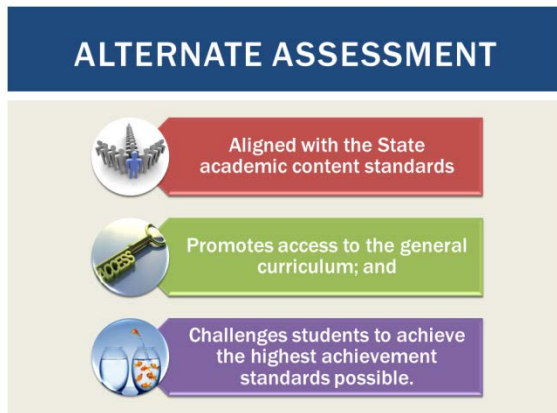 ALTERNATE ASSESSMENT
Aligned with the State
academic content standards
ACCESS
Promotes access to the general
curriculum; and
Challenges students to achieve
the highest achievement
standards possible.